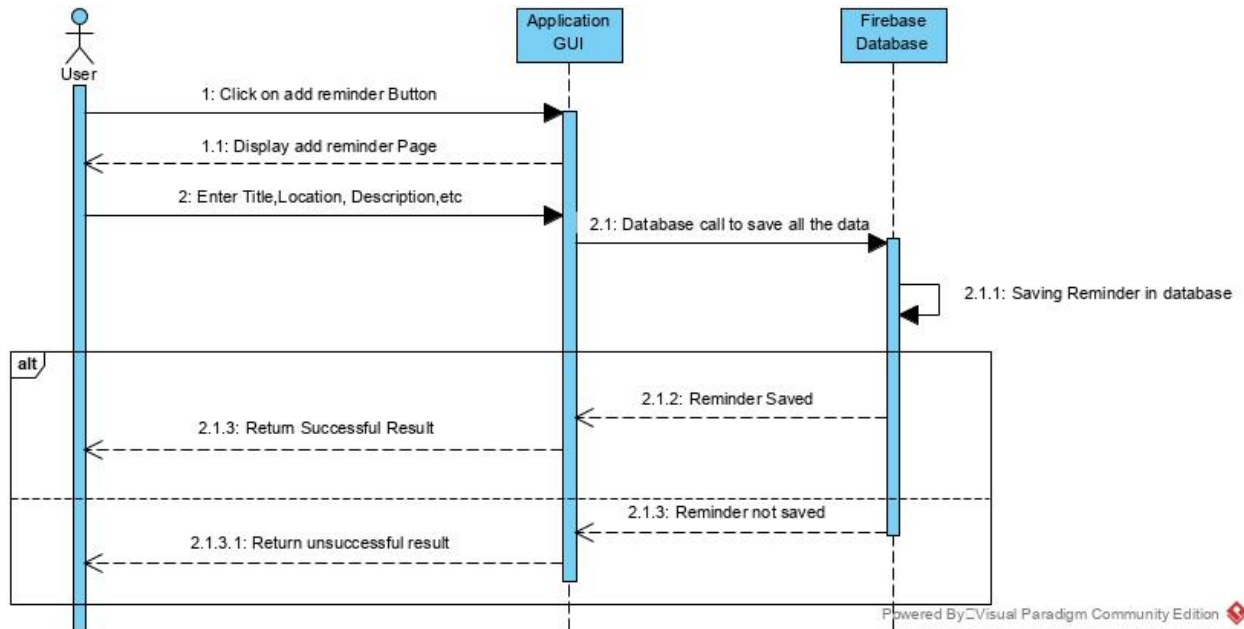 Application
GUI
Firebase
Database
User
1: Click on add reminder Button
1.1: Display add reminder Page
2: Enter Title,Location, Description,etc
2.1: Database call to save all the data
2.1.1: Saving Reminder in database
alt
2.1.2: Reminder Saved
2.1.3: Return Successful Result
2.1.3: Reminder not saved
2.1.3.1: Return unsuccessful result
Powered By□Visual Paradigm Community Edition